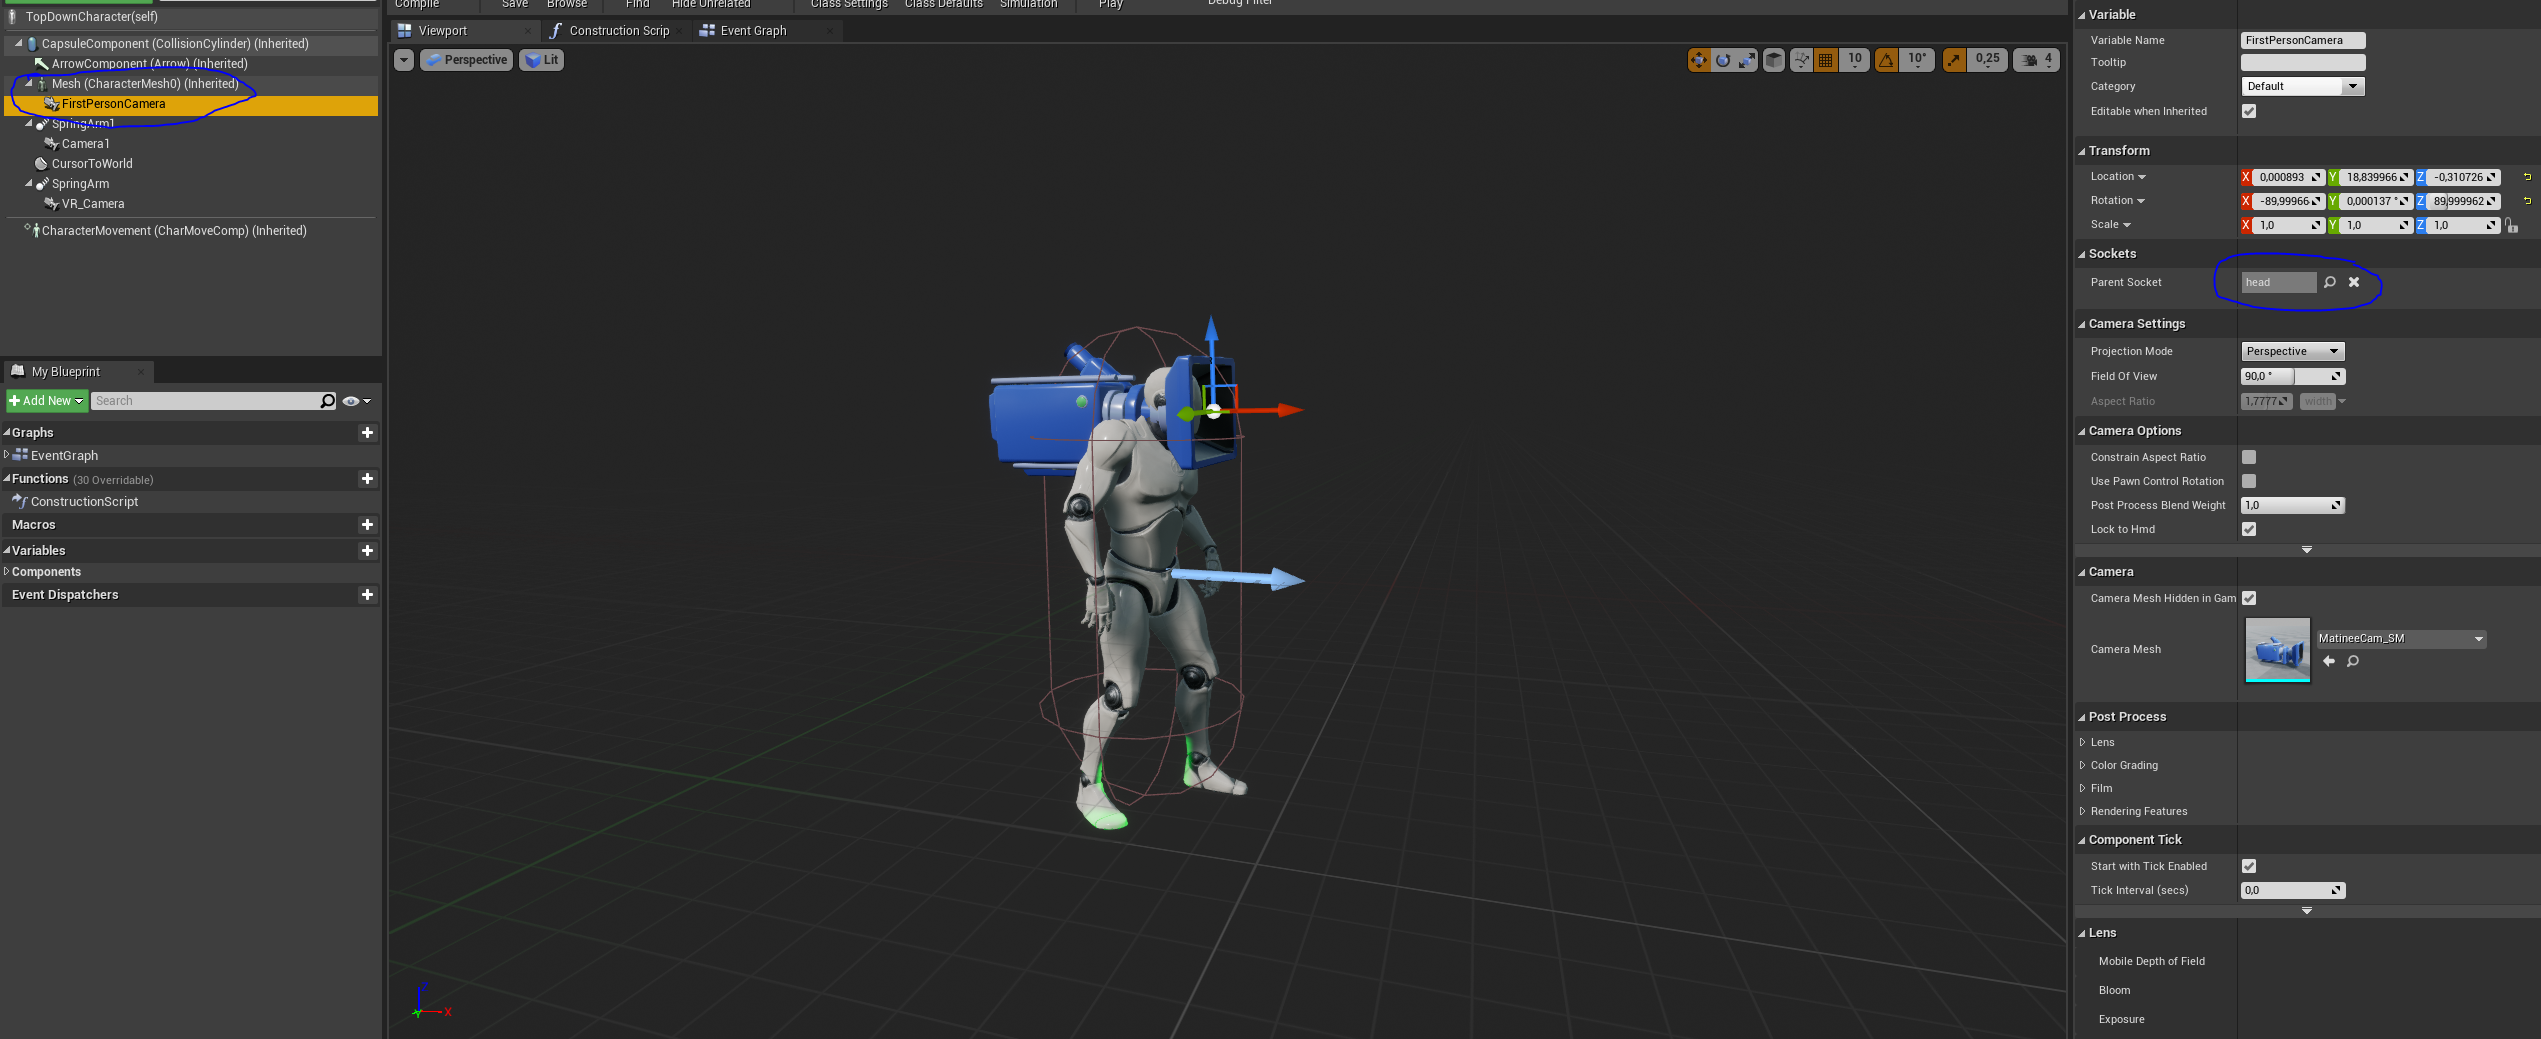 Compile
Save
Browse
Find
Hide Unrelated
Class Settings
Class Defaults
Simulation
Play
Debug Filter
TopDownCharacter(self)
CapsuleComponent (CollisionCylinder) (Inherited)
ArrowComponent (Arrow) (Inherited)
Mesh (CharacterMesh0) (Inherited)
FirstPersonCamera
SpringArm1
Camera1
CursorToWorld
SpringArm
VR_Camera
CharacterMovement (CharMoveComp) (Inherited)
My Blueprint
Add New
Search
Graphs
EventGraph
Functions (30 Overridable)
ConstructionScript
Macros
Variables
Components
Event Dispatchers
Viewport
Construction Scrip
Event Graph
Perspective
Lit
10
10°
0,25
4
Z
X
Variable
Variable Name
FirstPersonCamera
Tooltip
Category
Default
Editable when Inherited
Transform
Location
X 0,000893 Y 18,839966 Z -0,310726
Rotation
X -89,99966 Y 0,000137 ° Z 89,999962
Scale
X 1,0 Y 1,0 Z 1,0
Sockets
Parent Socket
head
Camera Settings
Projection Mode
Perspective
Field Of View
90,0 °
Aspect Ratio
1,7777
width
Camera Options
Constrain Aspect Ratio
Use Pawn Control Rotation
Post Process Blend Weight
1,0
Lock to Hmd
Camera
Camera Mesh Hidden in Gam
Camera Mesh
MatineeCam_SM
Post Process
Lens
Color Grading
Film
Rendering Features
Component Tick
Start with Tick Enabled
Tick Interval (secs)
0,0
Lens
Mobile Depth of Field
Bloom
Exposure